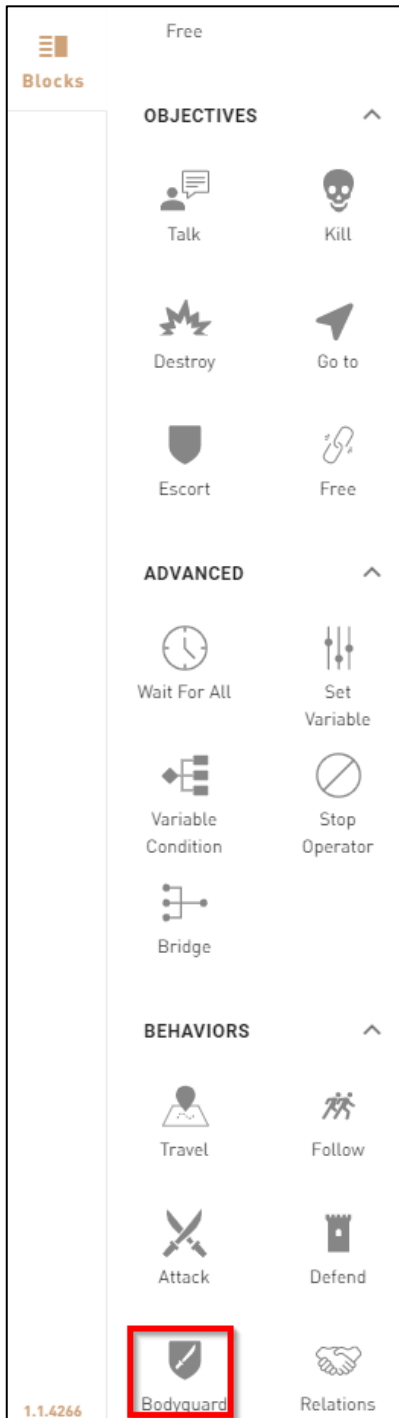 Free
Blocks
OBJECTIVES
Talk
Kill
Destroy
Go to
Escort
Free
ADVANCED
Wait For All
Set
Variable
Variable
Condition
Stop
Operator
Bridge
BEHAVIORS
Travel
Follow
Attack
Defend
Bodyguard
Relations
1.1.4266